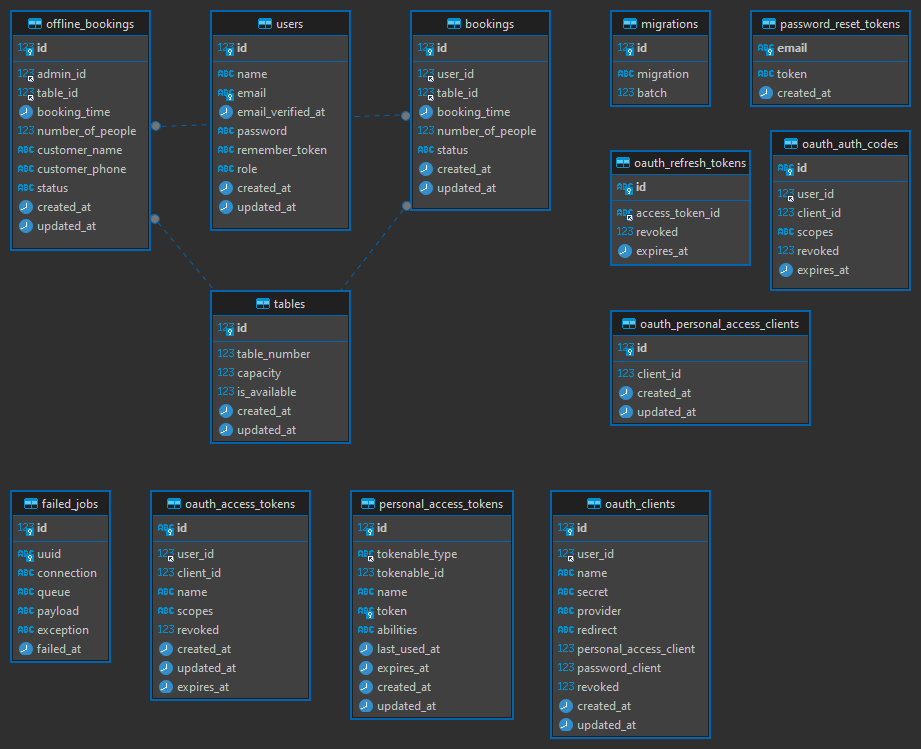 offline_bookings
123 id
123 admin_id
123 table_id
booking_time
123 number_of_people
ABC customer_name
ABC customer_phone
ABC status
created_at
updated_at
users
123 id
ABC name
ABC email
email_verified_at
ABC password
ABC remember_token
ABC role
created_at
updated_at
bookings
123 id
123 user_id
123 table_id
booking_time
123 number_of_people
ABC status
created_at
updated_at
migrations
123 id
ABC migration
123 batch
password_reset_tokens
ABC email
ABC token
created_at
oauth_refresh_tokens
ABC id
ABC access_token_id
123 revoked
expires_at
oauth_auth_codes
ABC id
123 user_id
123 client_id
ABC scopes
123 revoked
expires_at
tables
123 id
123 table_number
123 capacity
123 is_available
created_at
updated_at
oauth_personal_access_clients
123 id
123 client_id
created_at
updated_at
failed_jobs
123 id
ABC uuid
ABC connection
ABC queue
ABC payload
ABC exception
failed_at
oauth_access_tokens
ABC id
123 user_id
123 client_id
ABC name
ABC scopes
123 revoked
created_at
updated_at
expires_at
personal_access_tokens
123 id
ABC tokenable_type
123 tokenable_id
ABC name
ABC token
ABC abilities
last_used_at
expires_at
created_at
updated_at
oauth_clients
123 id
123 user_id
ABC name
ABC secret
ABC provider
ABC redirect
123 personal_access_client
123 password_client
123 revoked
created_at
updated_at